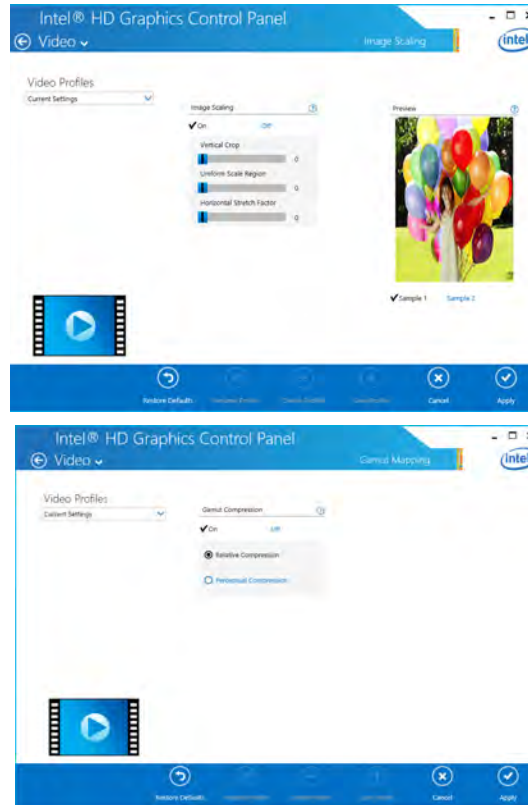 Intel® HD Graphics Control Panel
Video
Image Scaling
intel
Video Profiles
Current Settings
Image Scaling
Preview
On Off
Vertical Crop
0
Uniform Scale Region
0
Horizontal Stretch Factor
0
Sample 1 Sample 2
Restore Defaults
Cancel
Apply
Intel® HD Graphics Control Panel
Video
Gamut Mapping
intel
Video Profiles
Current Settings
Gamut Compression
On Off
Relative Compression
Perceptual Compression
Restore Defaults
Cancel
Apply